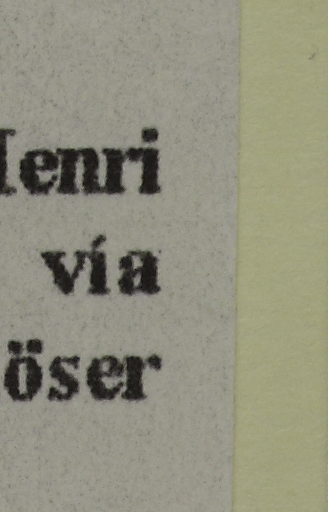 Henri
vía
öser